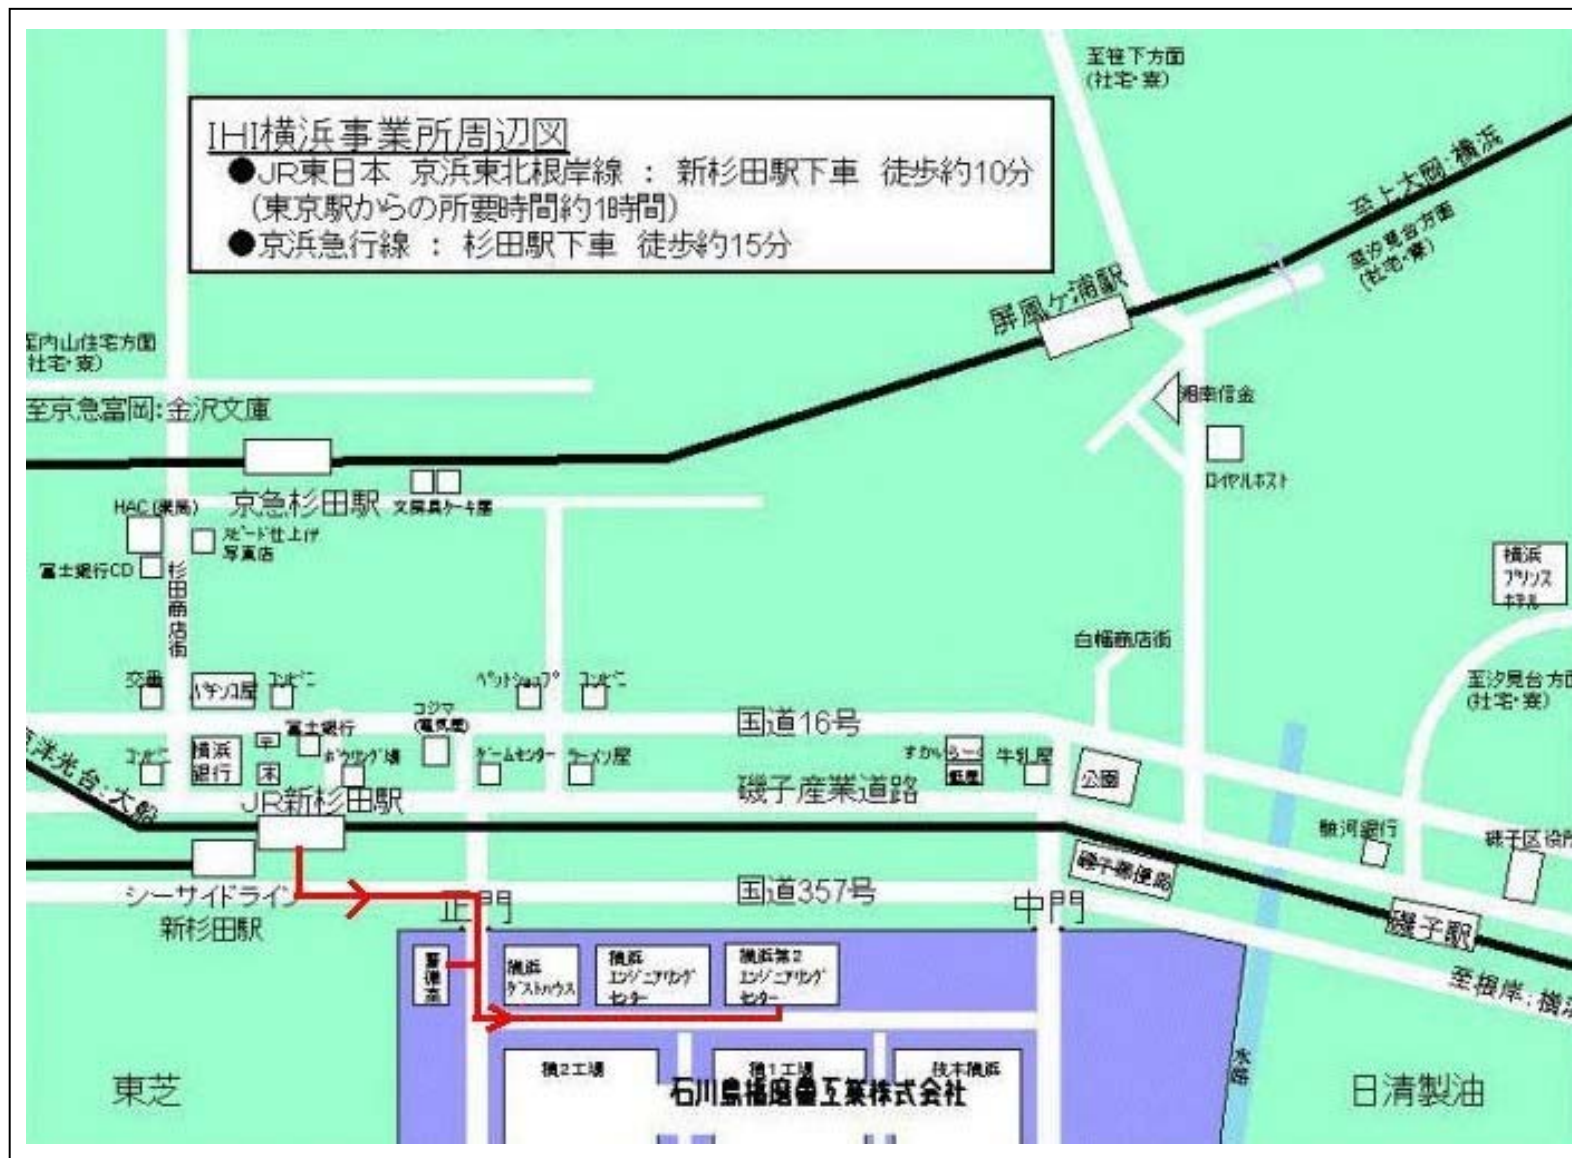 至笹下方面
(社宅・寮)
IHI横浜事業所周辺図
●JR東日本 京浜東北根岸線 : 新杉田駅下車 徒歩約10分
(東京駅からの所要時間約1時間)
●京浜急行線 : 杉田駅下車 徒歩約15分
至上大岡・横浜
至汐見台方面
(社宅・寮)
屏風ヶ浦駅
至内山住宅方面
社宅・寮)
至京急富岡:金沢文庫
湘南信金
ロイヤルホスト
京急杉田駅
文房具
ケーキ屋
HAC(薬局)
スピード仕上げ
写真店
富士銀行CD
杉田商店街
横浜
プリンス
ホテル
白幡商店街
至汐見台方面
(社宅・寮)
交番
パチンコ屋
コンビニ
ペットショップ
コンビニ
コジマ
(電気屋)
国道16号
富士銀行
コンビニ
横浜
銀行
本
ボウリング場
ゲームセンター
ラーメン屋
すかいらーく
牛乳屋
公園
洋光台:大船
JR新杉田駅
磯子産業道路
駿河銀行
磯子区役所
磯子郵便局
シーサイドライン
新杉田駅
正門
国道357号
中門
磯子駅
至根岸:横浜
警備室
横浜
ゲストハウス
横浜
エンジニアリング
センター
横浜第2
エンジニアリング
センター
水路
横2工場
横1工場
技本横浜
石川島播磨重工業株式会社
東芝
日清製油